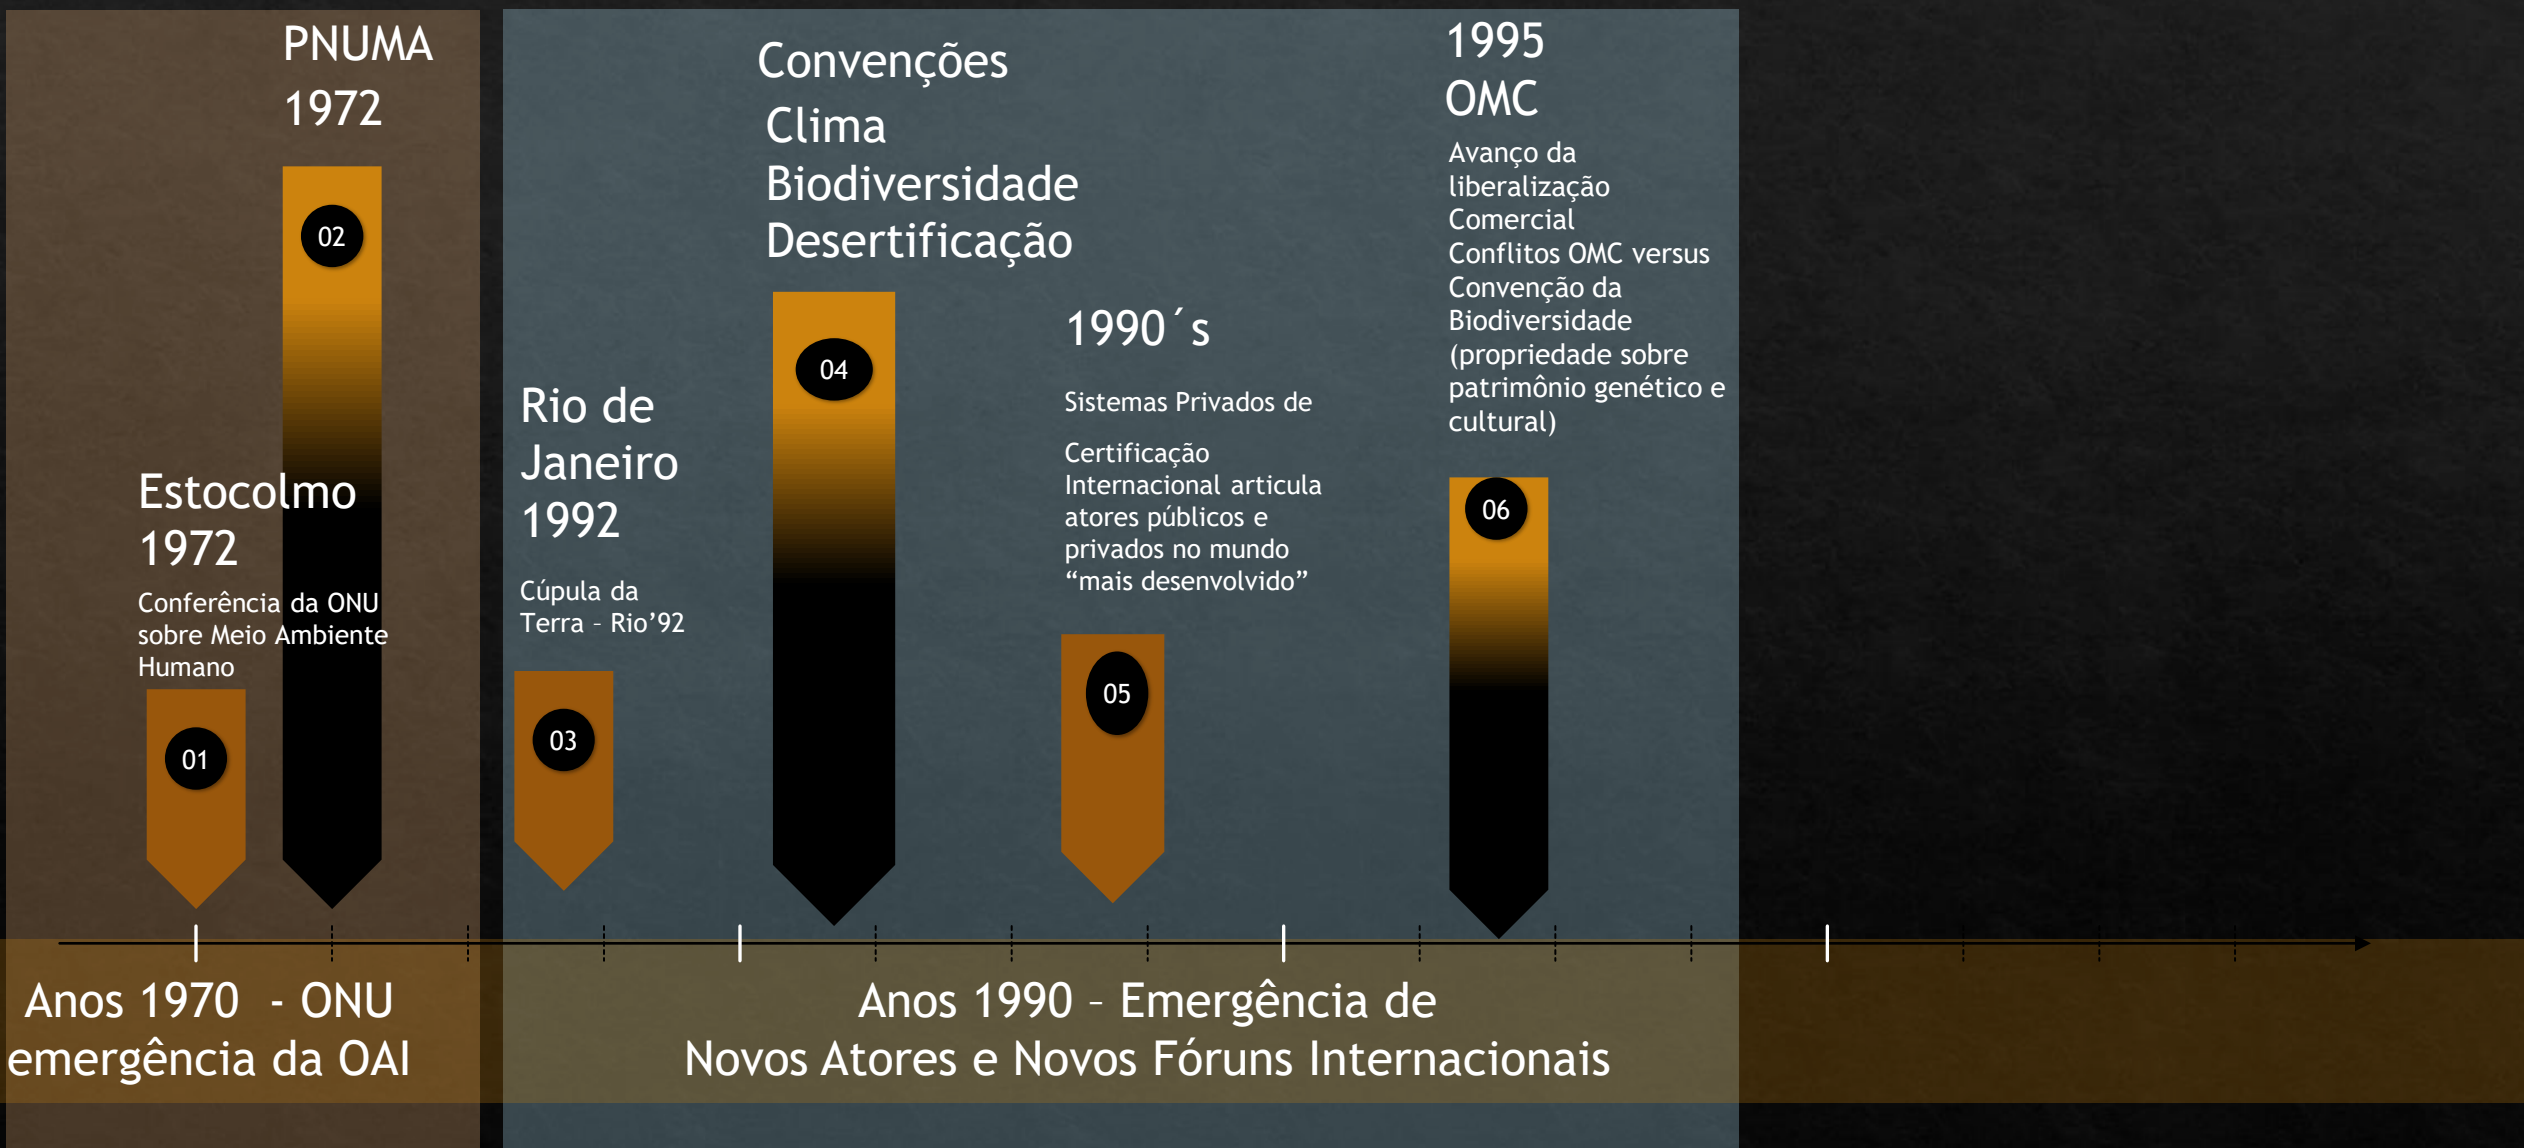 PNUMA
1972
02
Estocolmo
1972
Conferência da ONU
sobre Meio Ambiente
Humano
01
Rio de
Janeiro
1992
Cúpula da
Terra – Rio’92
03
Convenções
Clima
Biodiversidade
Desertificação
04
1990´s
Sistemas Privados de
Certificação
Internacional articula
atores públicos e
privados no mundo
“mais desenvolvido”
05
1995
OMC
Avanço da
liberalização
Comercial
Conflitos OMC versus
Convenção da
Biodiversidade
(propriedade sobre
patrimônio genético e
cultural)
06
Anos 1970  - ONU
emergência da OAI
Anos 1990 – Emergência de
Novos Atores e Novos Fóruns Internacionais